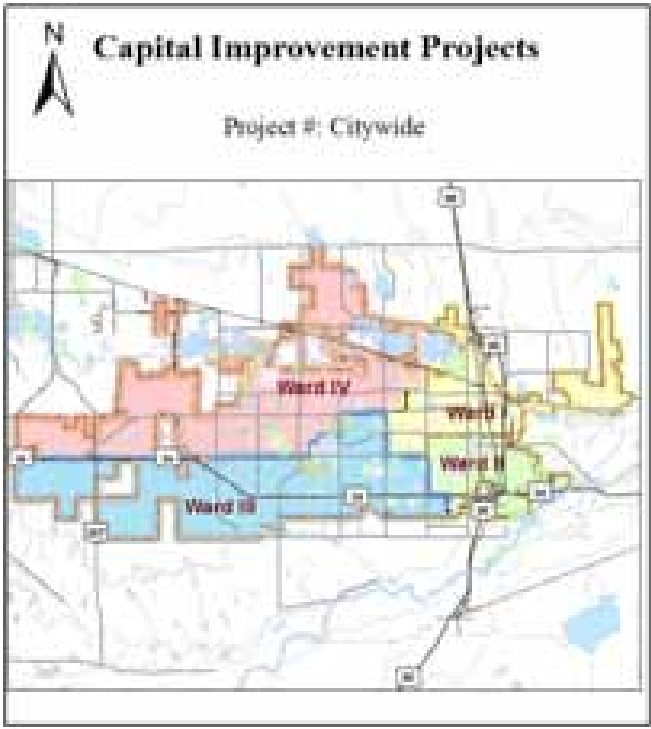 N
Capital Improvement Projects
Project #: Citywide
Ward IV
Ward I
Ward II
Ward III